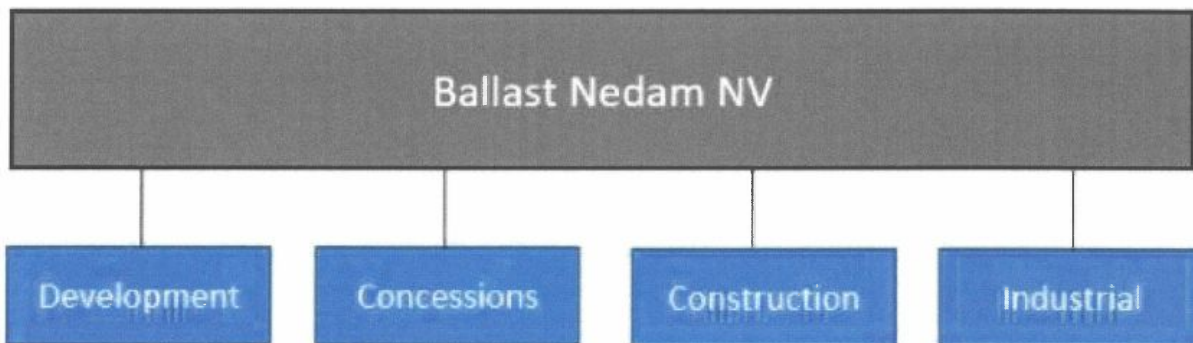 Ballast Nedam NV
Development
Concessions
Construction
Industrial